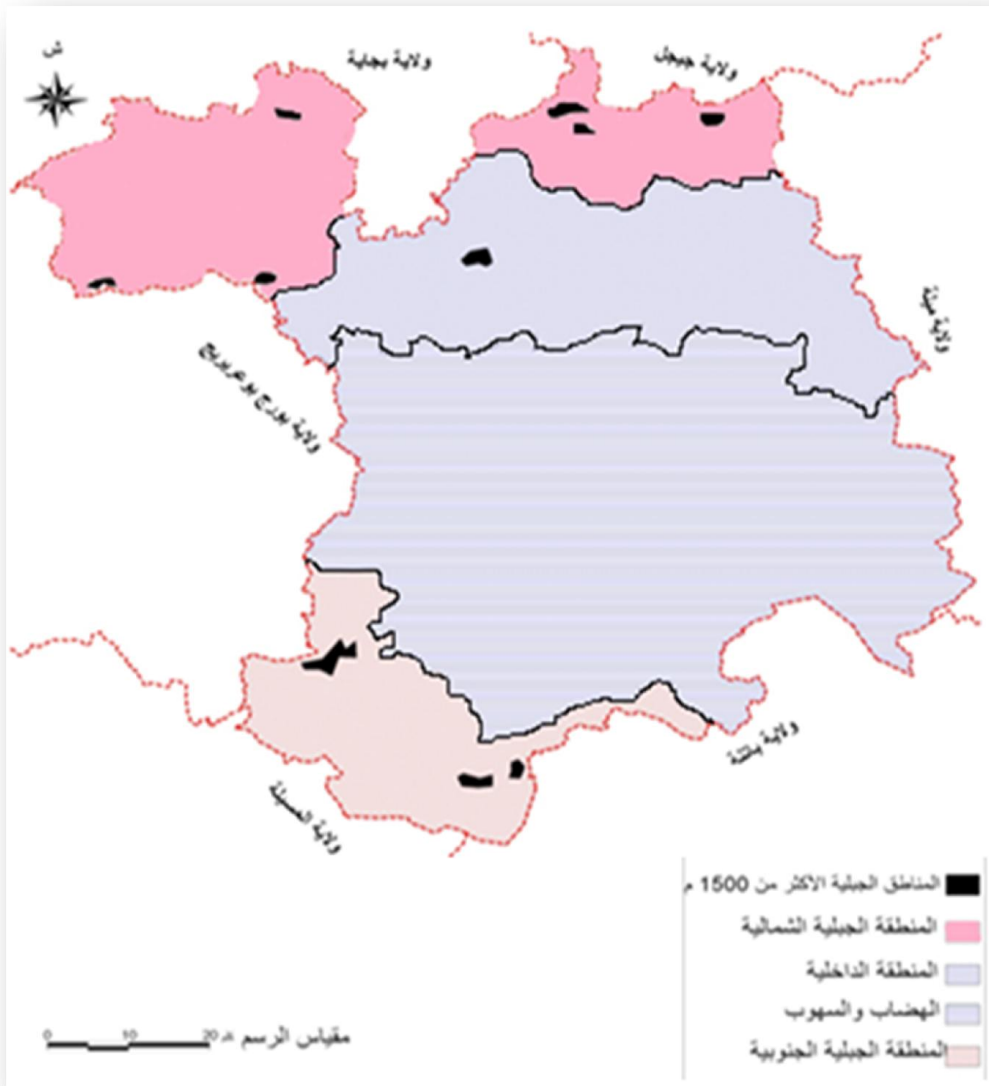 ش
ولاية بجاية
ولاية جيجل
ولاية ميلة
ولاية بورج بوعريريج
ولاية باتنة
ولاية المسيلة
المناطق الجبلية الاكثر من 1500 م
المنطقة الجبلية الشمالية
المنطقة الداخلية
الهضاب والسهوب
المنطقة الجبلية الجنوبية
مقياس الرسم
0 10 20